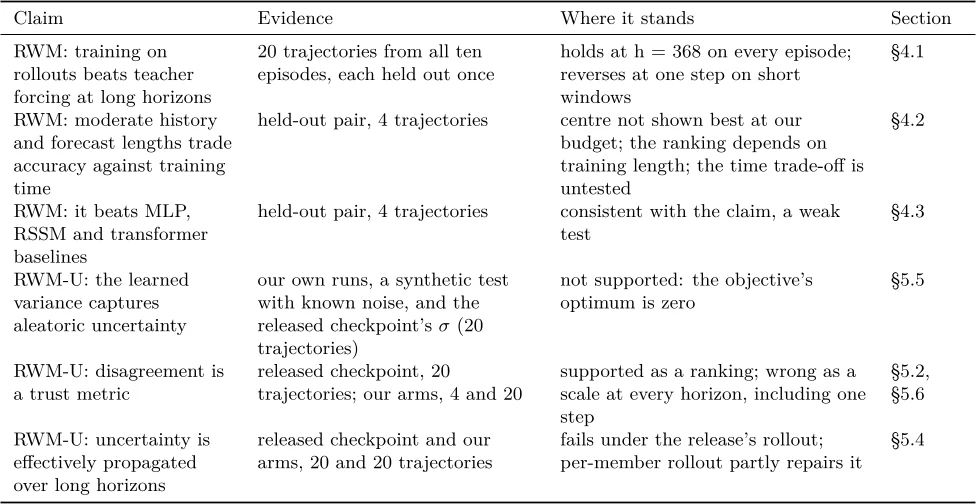 Claim Evidence Where it stands Section
RWM: training on 20 trajectories from all ten holds at h = 368 on every episode; §4.1
rollouts beats teacher episodes, each held out once reverses at one step on short
forcing at long horizons windows
RWM: moderate history held-out pair, 4 trajectories centre not shown best at our §4.2
and forecast lengths trade budget; the ranking depends on
accuracy against training training length; the time trade-off is
time untested
RWM: it beats MLP, held-out pair, 4 trajectories consistent with the claim, a weak §4.3
RSSM and transformer test
baselines
RWM-U: the learned our own runs, a synthetic test not supported: the objective's §5.5
variance captures with known noise, and the optimum is zero
aleatoric uncertainty released checkpoint's σ (20
trajectories)
RWM-U: disagreement is released checkpoint, 20 supported as a ranking; wrong as a §5.2,
a trust metric trajectories; our arms, 4 and 20 scale at every horizon, including one §5.6
step
RWM-U: uncertainty is released checkpoint and our fails under the release's rollout; §5.4
effectively propagated arms, 20 and 20 trajectories per-member rollout partly repairs it
over long horizons